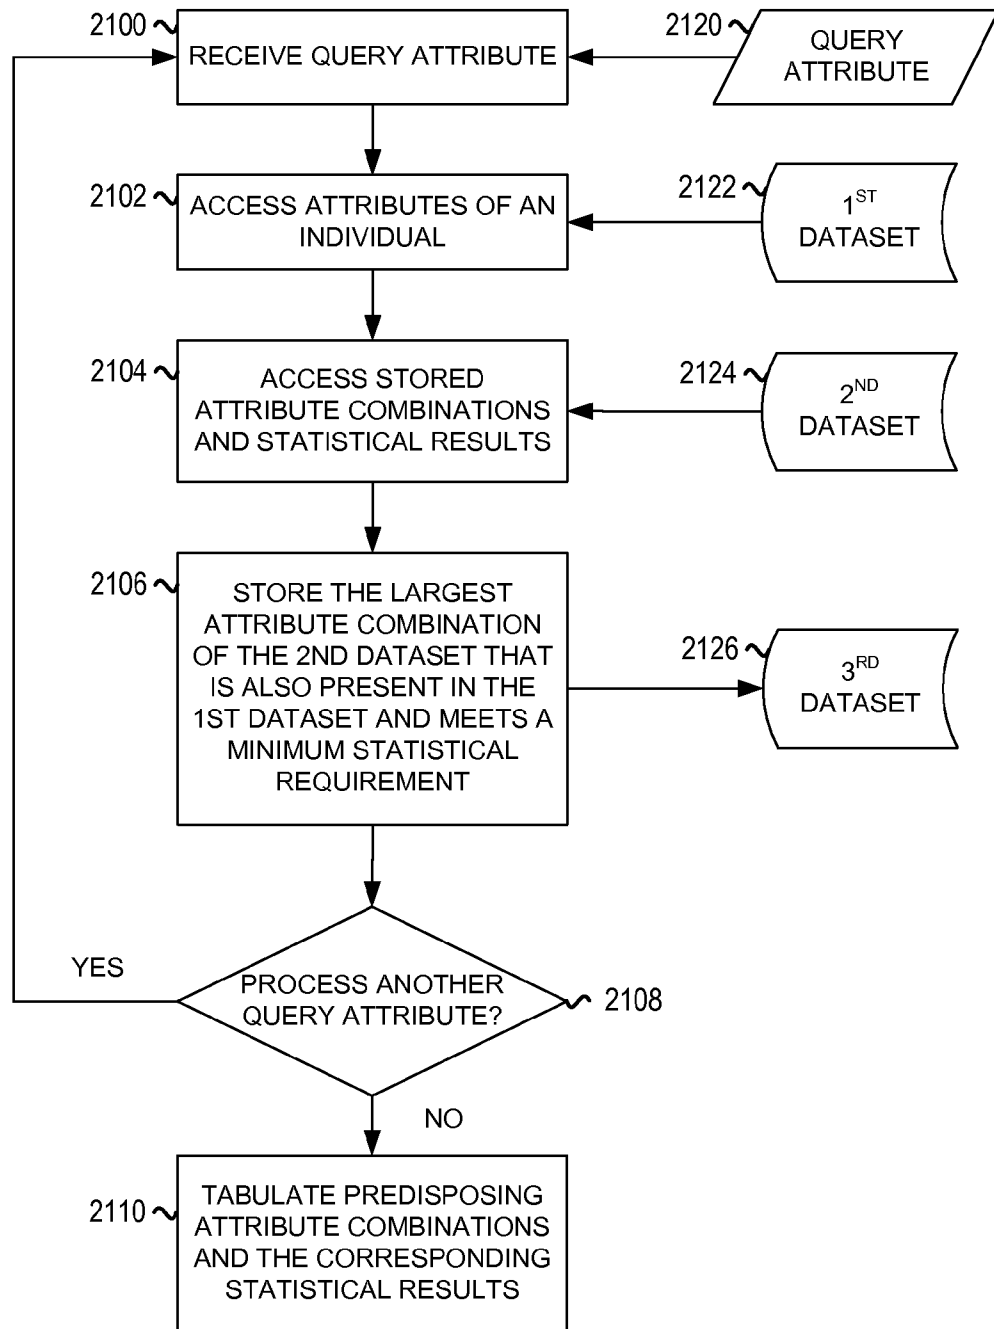 2100
RECEIVE QUERY ATTRIBUTE
2120
QUERY
ATTRIBUTE
2102
ACCESS ATTRIBUTES OF AN
INDIVIDUAL
2122
1ST
DATASET
2104
ACCESS STORED
ATTRIBUTE COMBINATIONS
AND STATISTICAL RESULTS
2124
2ND
DATASET
2106
STORE THE LARGEST
ATTRIBUTE COMBINATION
OF THE 2ND DATASET THAT
IS ALSO PRESENT IN THE
1ST DATASET AND MEETS A
MINIMUM STATISTICAL
REQUIREMENT
2126
3RD
DATASET
YES
PROCESS ANOTHER
QUERY ATTRIBUTE?
2108
NO
2110
TABULATE PREDISPOSING
ATTRIBUTE COMBINATIONS
AND THE CORRESPONDING
STATISTICAL RESULTS